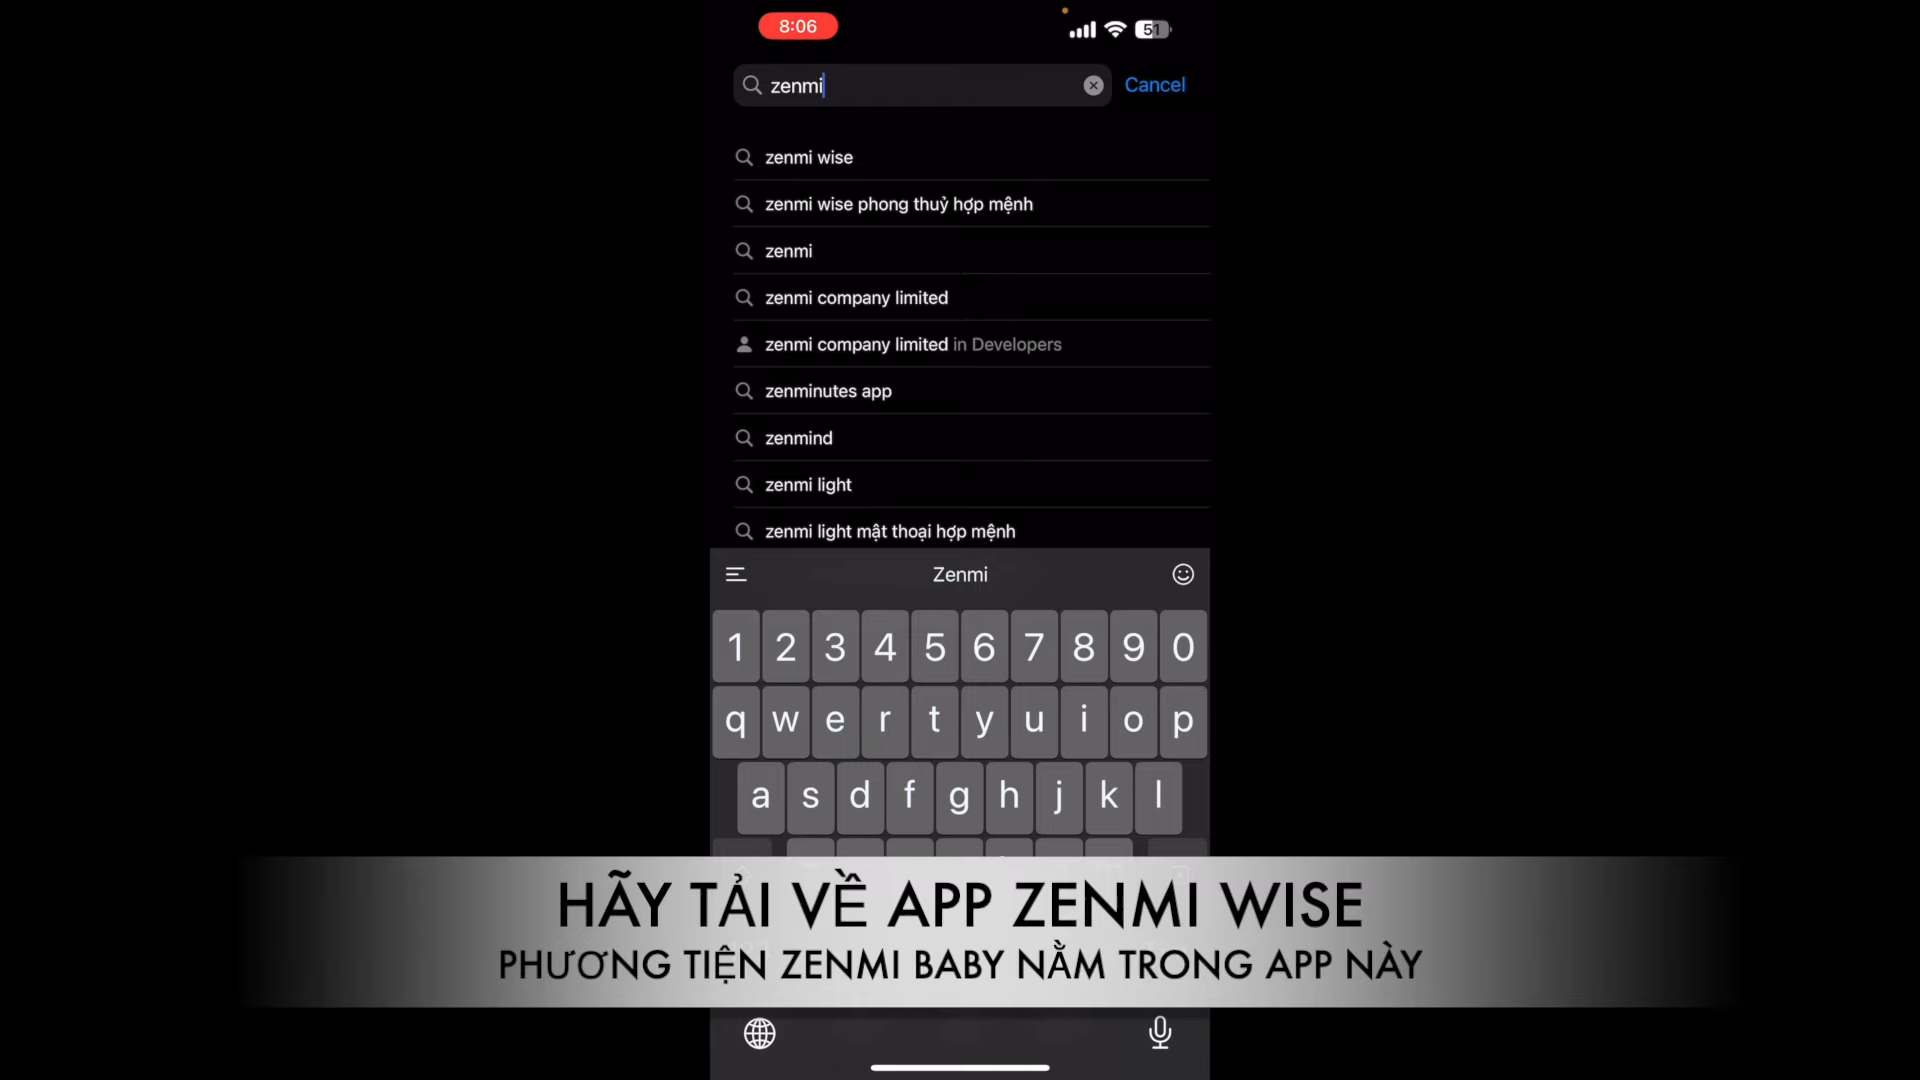 8:06
51
zenmi
Cancel
zenmi wise
zenmi wise phong thuỷ hợp mệnh
zenmi
zenmi company limited
zenmi company limited in Developers
zenminutes app
zenmind
zenmi light
zenmi light mật thoại hợp mệnh
Zenmi
1 2 3 4 5 6 7 8 9 0
q w e r t y u i o p
a s d f g h j k l
HÃY TẢI VỀ APP ZENMI WISE
PHƯƠNG TIỆN ZENMI BABY NẰM TRONG APP NÀY